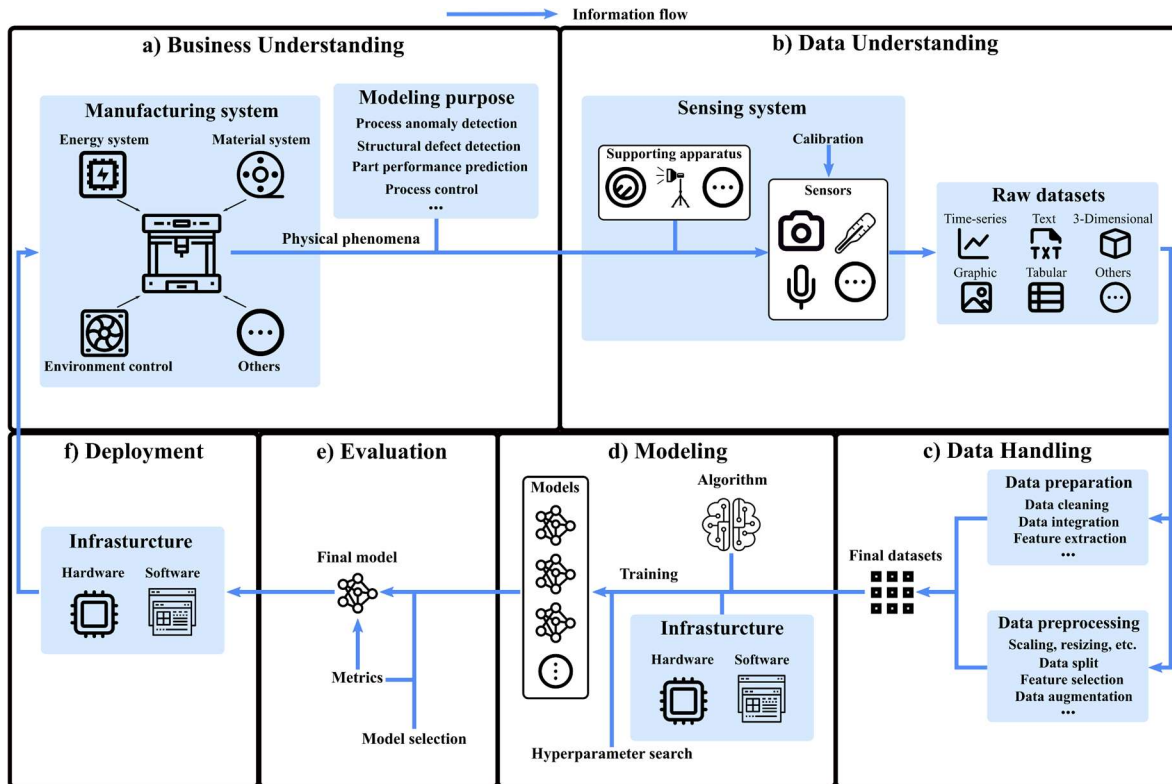 Information flow
a) Business Understanding
Manufacturing system
Energy system
Material system
Environment control
Others
Modeling purpose
Process anomaly detection
Structural defect detection
Part performance prediction
Process control
...
Physical phenomena
b) Data Understanding
Sensing system
Supporting apparatus
Calibration
Sensors
Raw datasets
Time-series
Text
3-Dimensional
TXT
Graphic
Tabular
Others
c) Data Handling
Data preparation
Data cleaning
Data integration
Feature extraction
...
Data preprocessing
Scaling, resizing, etc.
Data split
Feature selection
Data augmentation
...
Final datasets
d) Modeling
Algorithm
Models
Training
Infrasturcture
Hardware
Software
Hyperparameter search
e) Evaluation
Final model
Metrics
Model selection
f) Deployment
Infrasturcture
Hardware
Software